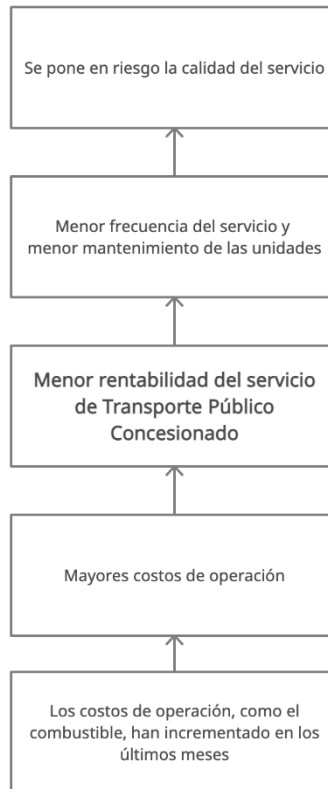 Se pone en riesgo la calidad del servicio
Menor frecuencia del servicio y
menor mantenimiento de las unidades
Menor rentabilidad del servicio
de Transporte Público
Concesionado
Mayores costos de operación
Los costos de operación, como el
combustible, han incrementado en los
últimos meses